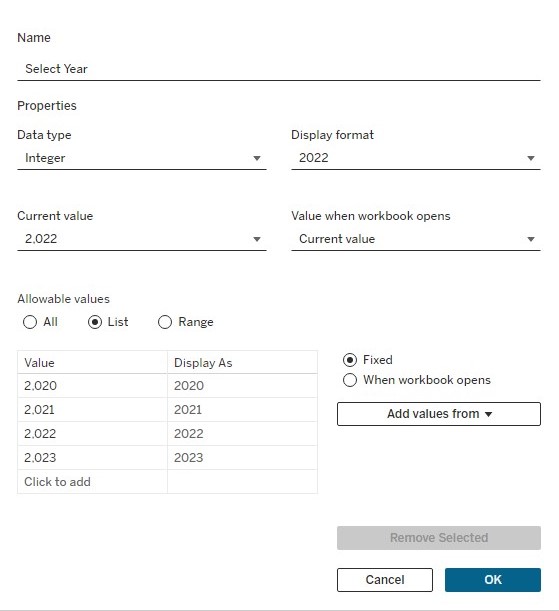 Name
Select Year
Properties
Data type Display format
Integer 2022
Current value Value when workbook opens
2,022 Current value
Allowable values
All List Range
Value Display As
Fixed
2,020 2020
When workbook opens
2,021 2021
Add values from
2,022 2022
2,023 2023
Click to add
Remove Selected
Cancel OK